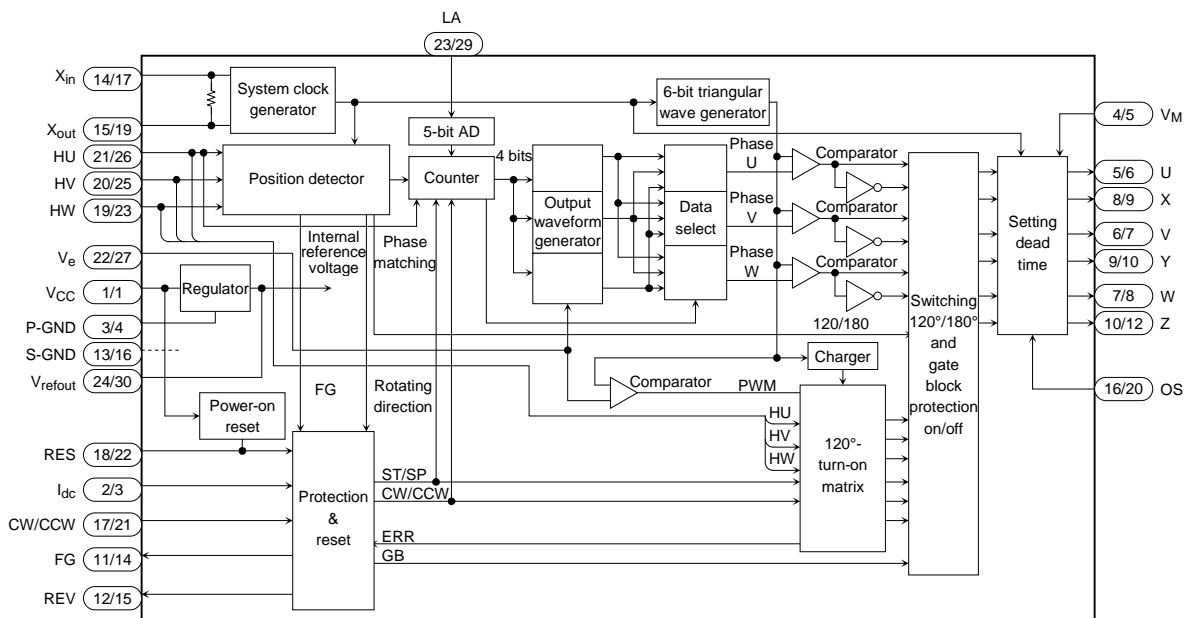 LA
23/29
Xin 14/17
System clock
generator
6-bit triangular
wave generator
Xout 15/19
5-bit AD
4/5 VM
HU 21/26
HV 20/25
HW 19/23
Position detector
Counter
4 bits
Output
waveform
generator
Data
select
Phase
U
Phase
V
Phase
W
Comparator
Comparator
Comparator
Setting
dead
time
5/6 U
8/9 X
6/7 V
9/10 Y
7/8 W
10/12 Z
Internal
reference
voltage
Phase
matching
Ve 22/27
VCC 1/1
Regulator
P-GND 3/4
S-GND 13/16
Vrefout 24/30
120/180
Switching
120°/180°
and
gate
block
protection
on/off
Charger
Comparator
PWM
16/20 OS
FG
Rotating
direction
Power-on
reset
HU
HV
HW
120°-
turn-on
matrix
RES 18/22
Idc 2/3
CW/CCW 17/21
FG 11/14
REV 12/15
Protection
&
reset
ST/SP
CW/CCW
ERR
GB